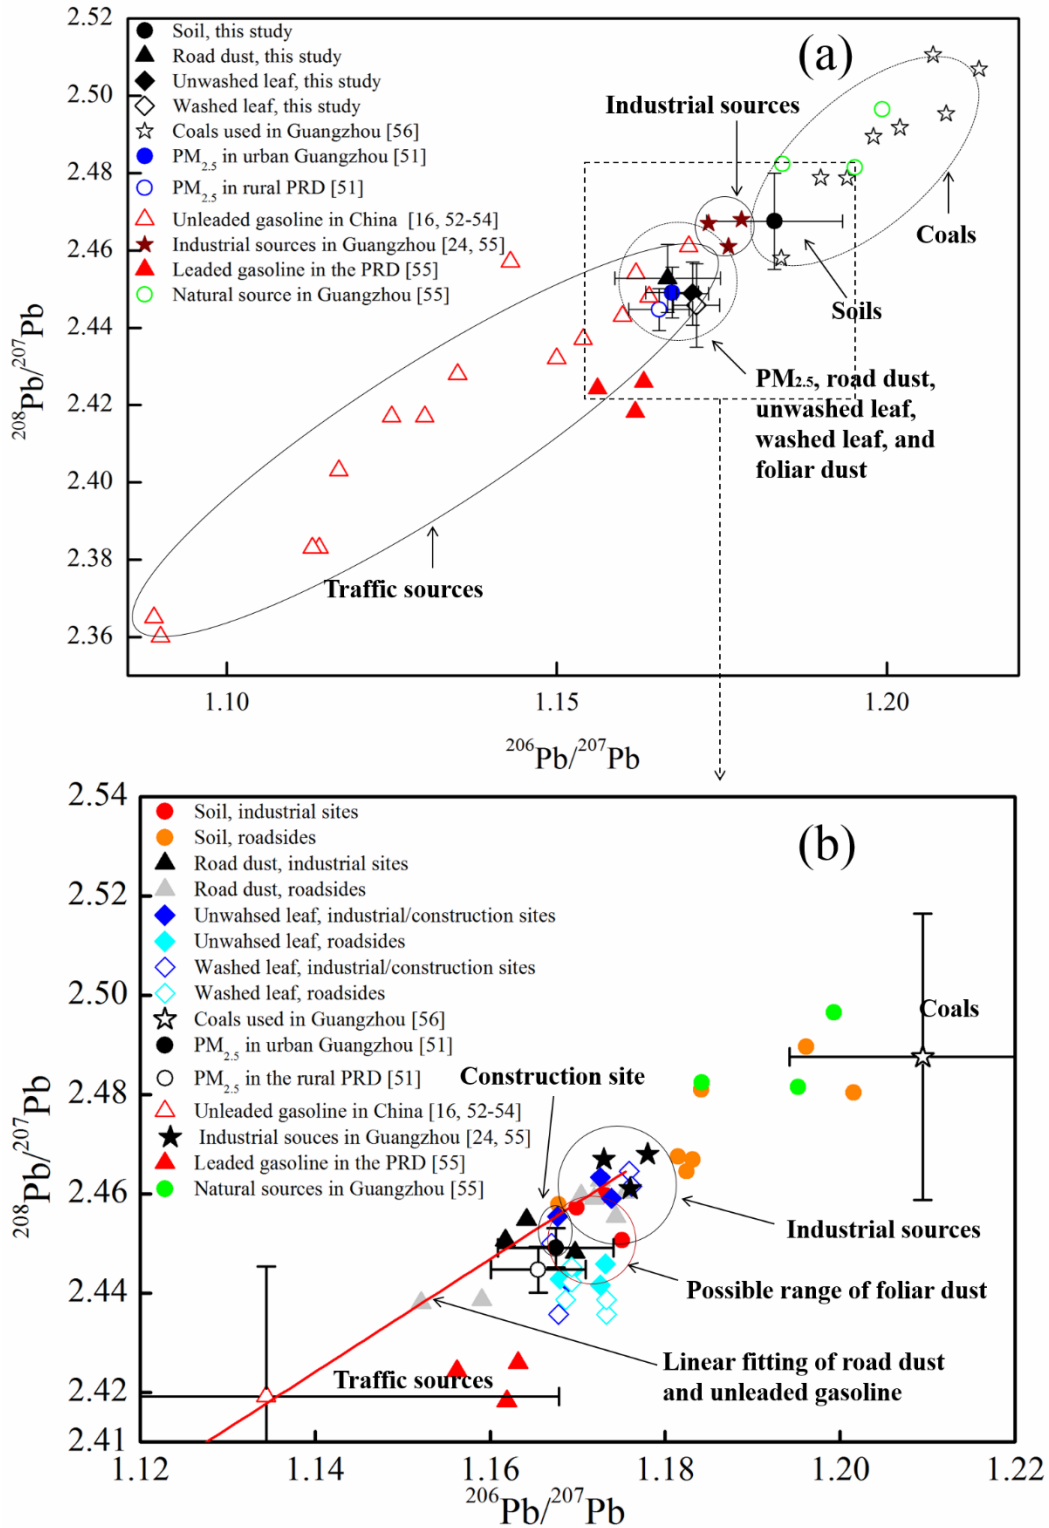 (a)
2.52
2.50
2.48
2.46
2.44
2.42
2.40
2.38
2.36
²⁰⁸Pb/²⁰⁷Pb
Soil, this study
Road dust, this study
Unwashed leaf, this study
Washed leaf, this study
Coals used in Guangzhou [56]
PM₂.₅ in urban Guangzhou [51]
PM₂.₅ in rural PRD [51]
Unleaded gasoline in China [16, 52-54]
Industrial sources in Guangzhou [24, 55]
Leaded gasoline in the PRD [55]
Natural source in Guangzhou [55]
Industrial sources
Coals
Soils
PM₂.₅, road dust,
unwashed leaf,
washed leaf, and
foliar dust
Traffic sources
1.10
1.15
1.20
²⁰⁶Pb/²⁰⁷Pb
(b)
2.54
2.52
2.50
2.48
2.46
2.44
2.42
2.41
²⁰⁸Pb/²⁰⁷Pb
Soil, industrial sites
Soil, roadsides
Road dust, industrial sites
Road dust, roadsides
Unwahsed leaf, industrial/construction sites
Unwahsed leaf, roadsides
Washed leaf, industrial/construction sites
Washed leaf, roadsides
Coals used in Guangzhou [56]
PM₂.₅ in urban Guangzhou [51]
PM₂.₅ in the rural PRD [51]
Unleaded gasoline in China [16, 52-54]
Industrial souces in Guangzhou [24, 55]
Leaded gasoline in the PRD [55]
Natural sources in Guangzhou [55]
Coals
Construction site
Industrial sources
Possible range of foliar dust
Linear fitting of road dust
and unleaded gasoline
Traffic sources
1.12
1.14
1.16
1.18
1.20
1.22
²⁰⁶Pb/²⁰⁷Pb